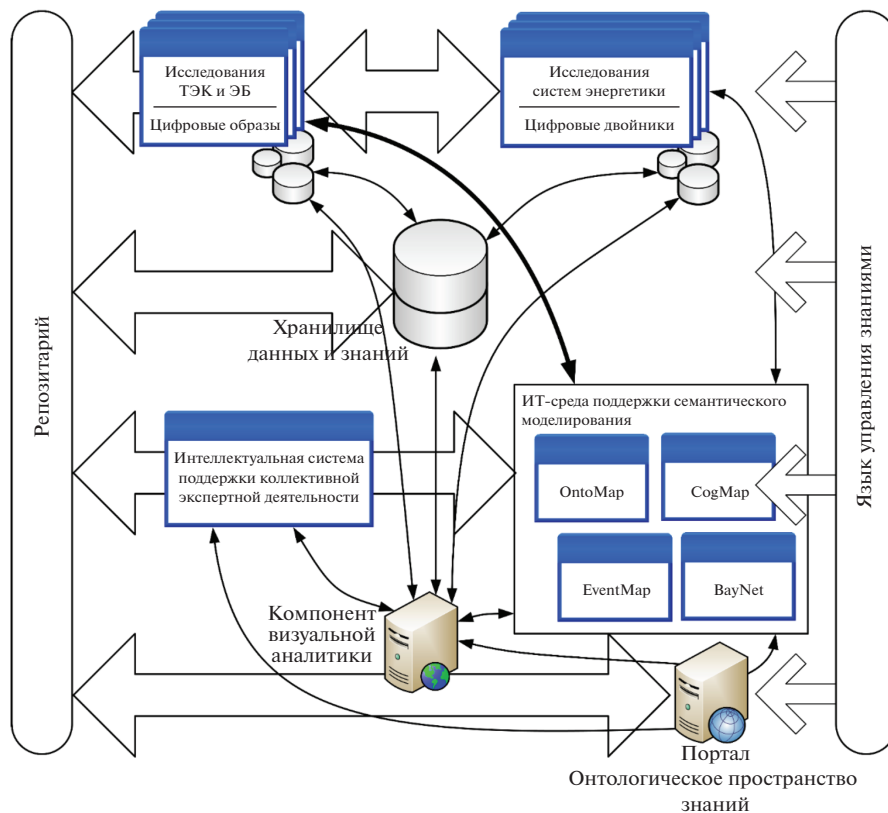 Исследования
ТЭК и ЭБ
Цифровые образы
Исследования
систем энергетики
Цифровые двойники
Репозитарий
Язык управления знаниями
Хранилище
данных и знаний
ИТ-среда поддержки семантического
моделирования
Интеллектуальная система
поддержки коллективной
экспертной деятельности
OntoMap
CogMap
EventMap
BayNet
Компонент
визуальной
аналитики
Портал
Онтологическое пространство
знаний